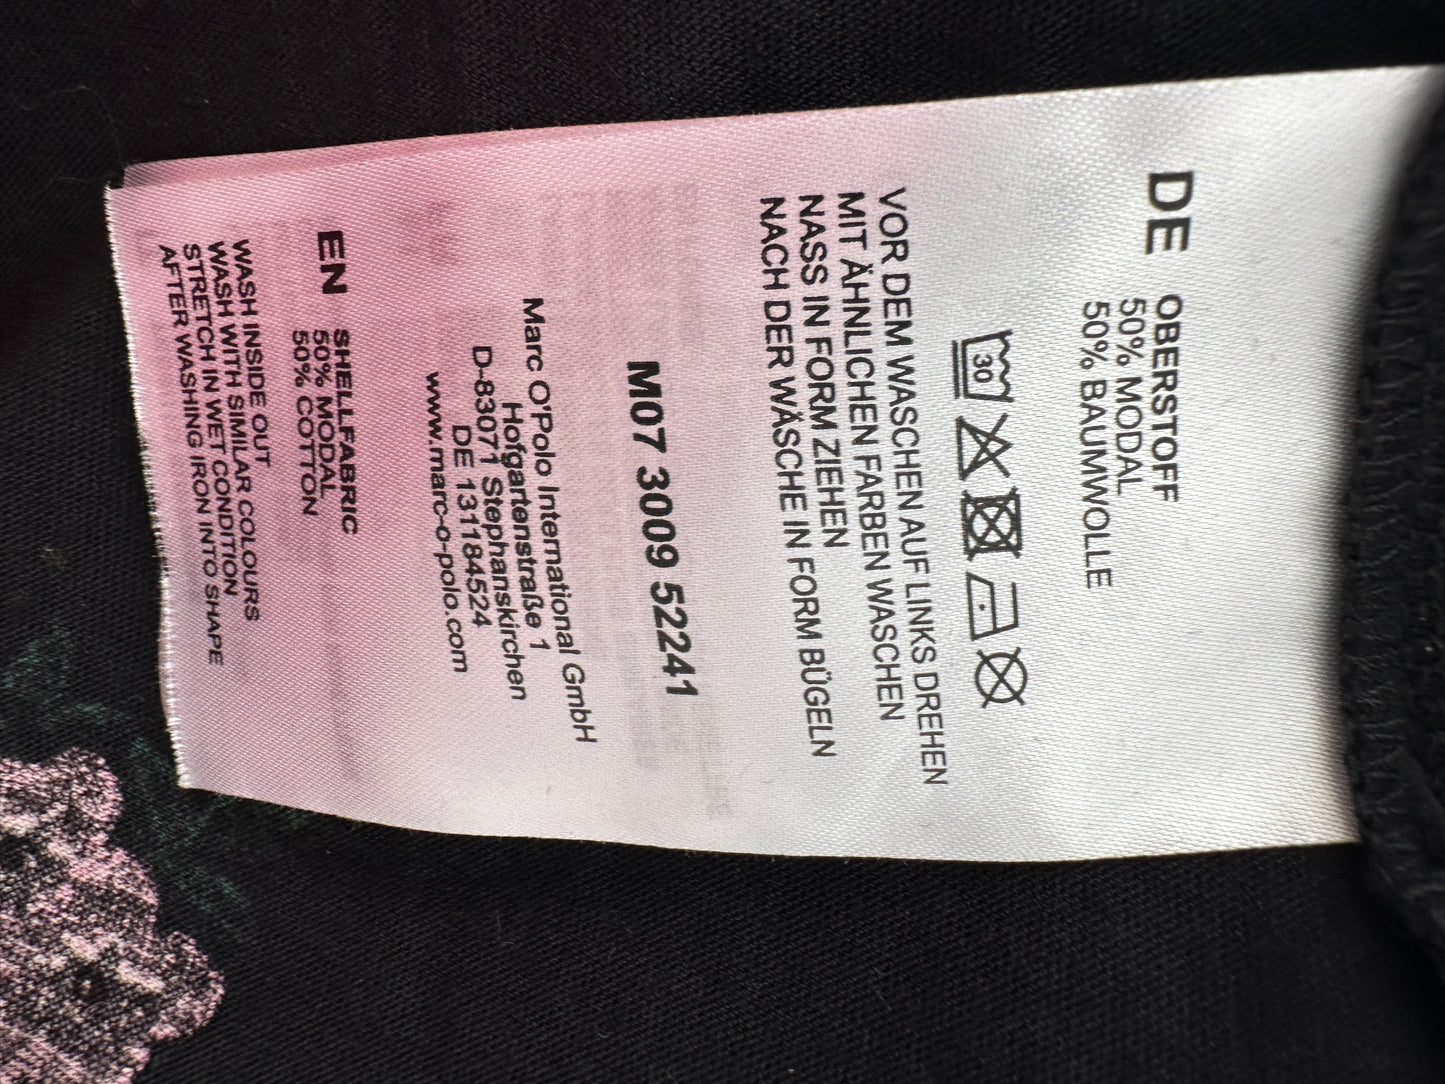 DE OBERSTOFF
50% MODAL
50% BAUMWOLLE
30
VOR DEM WASCHEN AUF LINKS DREHEN
MIT ÄHNLICHEN FARBEN WASCHEN
NASS IN FORM ZIEHEN
NACH DER WÄSCHE IN FORM BÜGELN
M07 3009 52241
Marc O'Polo International GmbH
Hofgartenstraße 1
D-83071 Stephanskirchen
DE 131184524
www.marc-o-polo.com
EN SHELLFABRIC
50% MODAL
50% COTTON
WASH INSIDE OUT
WASH WITH SIMILAR COLOURS
STRETCH IN WET CONDITION
AFTER WASHING IRON INTO SHAPE